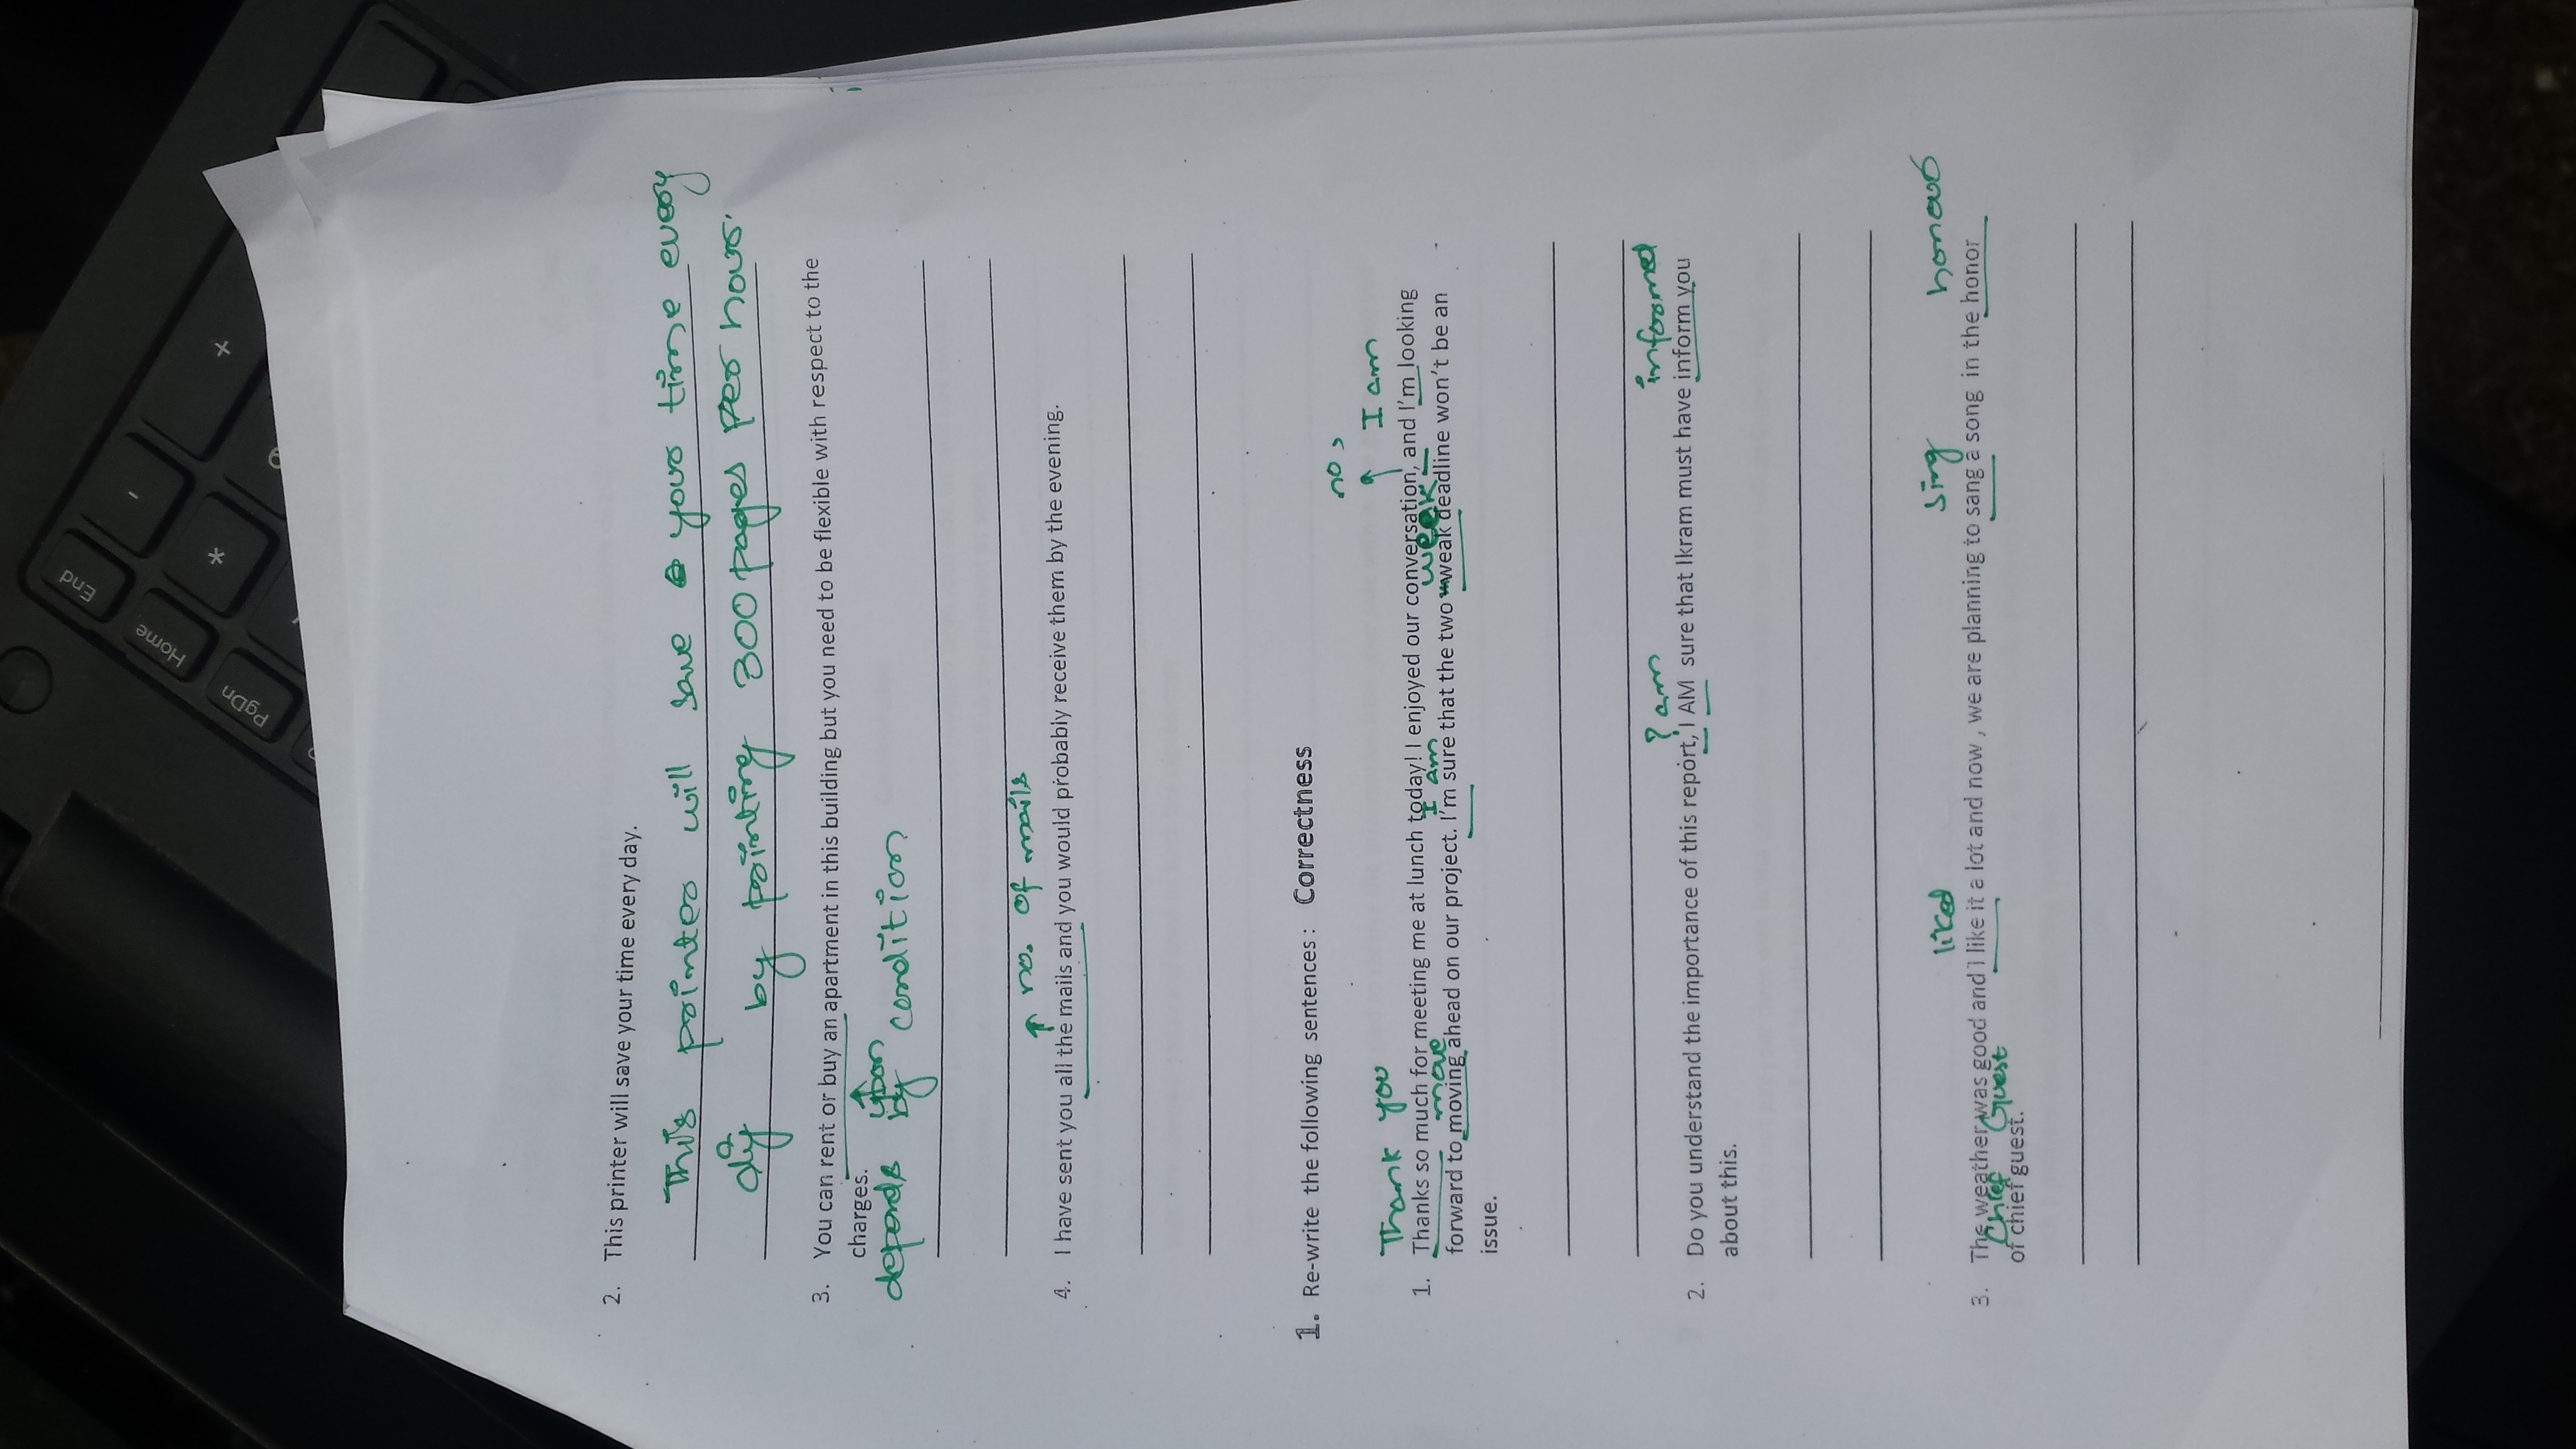 End
Home
PgDn
-
+
*
2. This printer will save your time every day.
This printer will save your time every
day by printing 300 pages per hour.
3. You can rent or buy an apartment in this building but you need to be flexible with respect to the
charges.
depends upon condition
no. of mails
4. I have sent you all the mails and you would probably receive them by the evening.
1. Re-write the following sentences: Correctness
no,
Thank you I am
1. Thanks so much for meeting me at lunch today! I enjoyed our conversation, and I'm looking
move I am week
forward to moving ahead on our project. I'm sure that the two weak deadline won't be an
issue.
? am informed
2. Do you understand the importance of this report, I AM sure that Ikram must have inform you
about this.
liked sing honour
3. The weather was good and I like it a lot and now , we are planning to sang a song in the honor
Chief Guest
of chief guest.